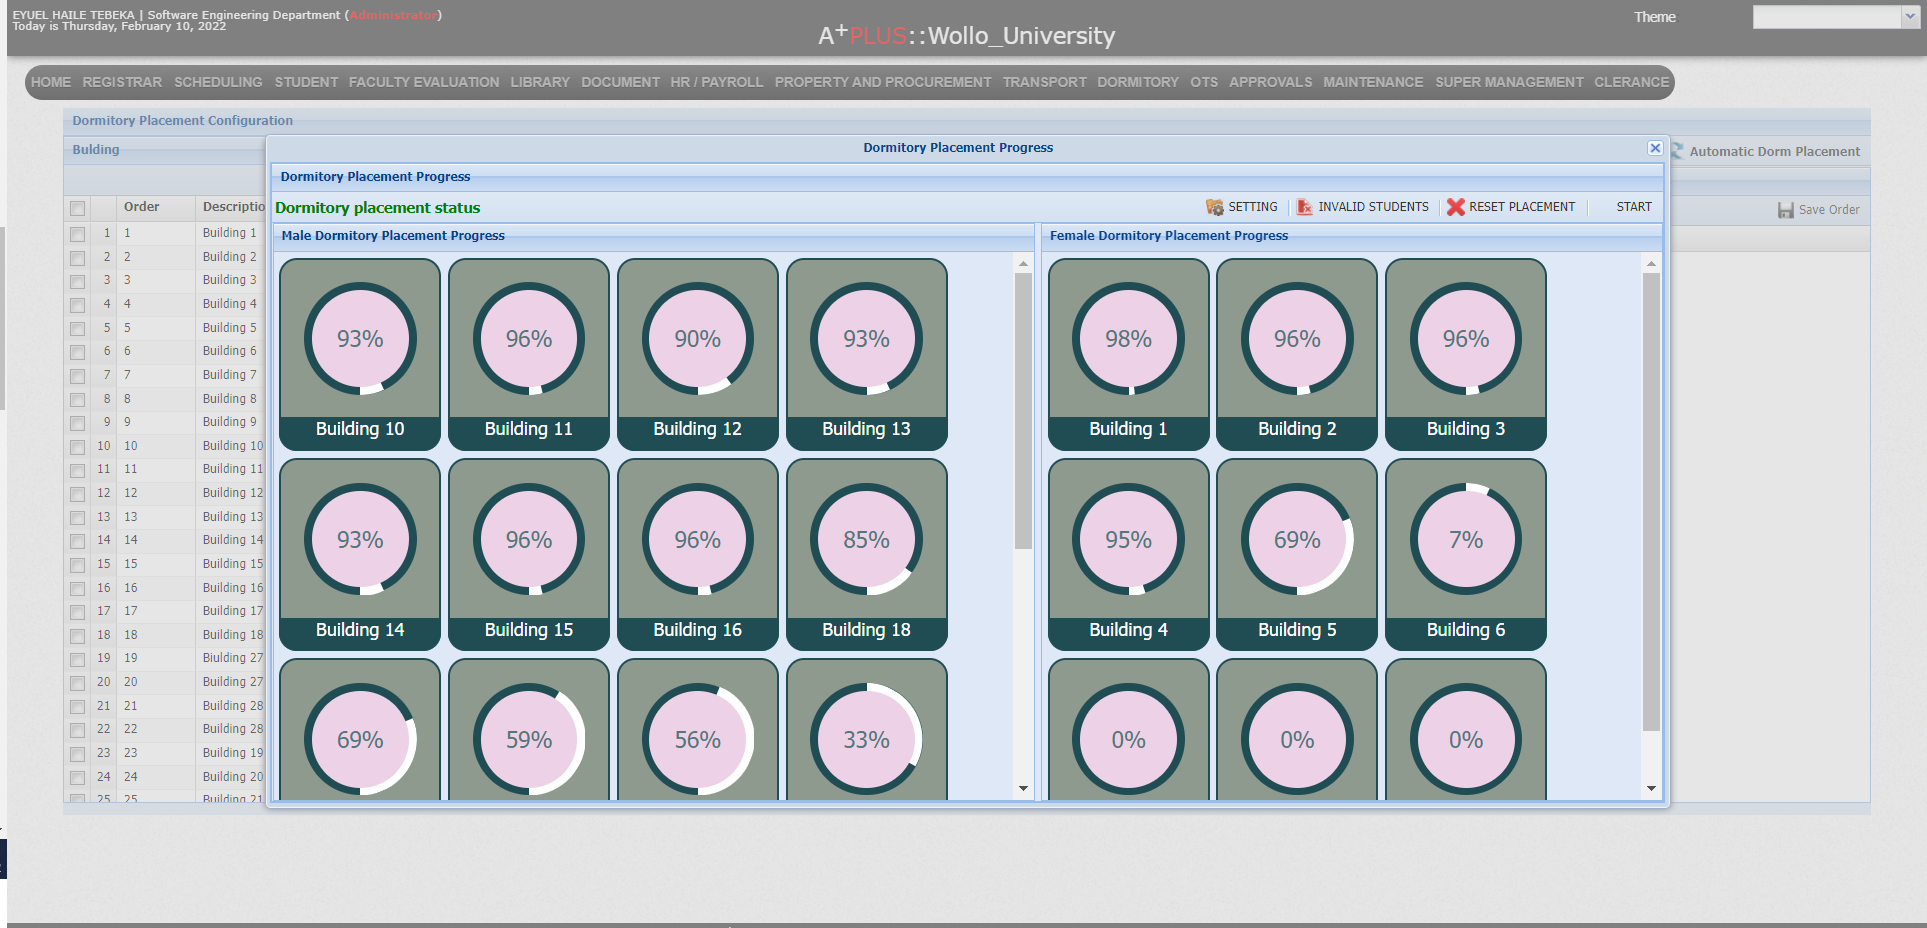 EYUEL HAILE TEBEKA | Software Engineering Department (Administrator)
Today is Thursday, February 10, 2022
A+PLUS::Wollo_University
Theme
HOME REGISTRAR SCHEDULING STUDENT FACULTY EVALUATION LIBRARY DOCUMENT HR / PAYROLL PROPERTY AND PROCUREMENT TRANSPORT DORMITORY OTS APPROVALS MAINTENANCE SUPER MANAGEMENT CLERANCE
Dormitory Placement Configuration
Bulding
Automatic Dorm Placement
Save Order
Order Descriptio
1 1 Building 1
2 2 Building 2
3 3 Building 3
4 4 Building 4
5 5 Building 5
6 6 Building 6
7 7 Building 7
8 8 Building 8
9 9 Building 9
10 10 Building 10
11 11 Building 11
12 12 Building 12
13 13 Building 13
14 14 Building 14
15 15 Building 15
16 16 Building 16
17 17 Building 17
18 18 Building 18
19 19 Biulding 27
20 20 Building 27
21 21 Building 28
22 22 Building 28
23 23 Building 19
24 24 Building 20
25 25 Building 21
Dormitory Placement Progress
Dormitory Placement Progress
Dormitory placement status
SETTING INVALID STUDENTS RESET PLACEMENT START
Male Dormitory Placement Progress
93% 96% 90% 93%
Building 10 Building 11 Building 12 Building 13
93% 96% 96% 85%
Building 14 Building 15 Building 16 Building 18
69% 59% 56% 33%
Female Dormitory Placement Progress
98% 96% 96%
Building 1 Building 2 Building 3
95% 69% 7%
Building 4 Building 5 Building 6
0% 0% 0%